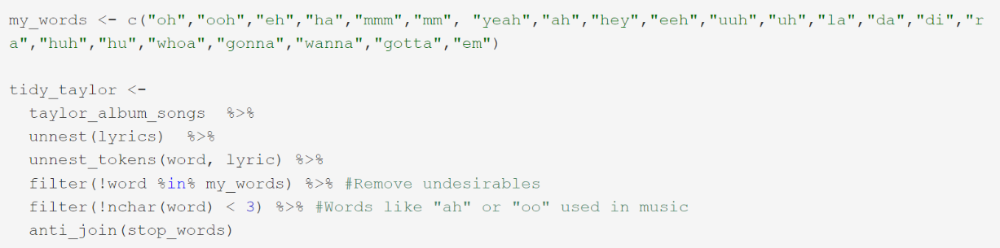 my_words <- c("oh","ooh","eh","ha","mmm","mm", "yeah","ah","hey","eeh","uuh","uh","la","da","di","r
a","huh","hu","whoa","gonna","wanna","gotta","em")
tidy_taylor <-
taylor_album_songs %>%
unnest(lyrics) %>%
unnest_tokens(word, lyric) %>%
filter(!word %in% my_words) %>% #Remove undesirables
filter(!nchar(word) < 3) %>% #Words like "ah" or "oo" used in music
anti_join(stop_words)